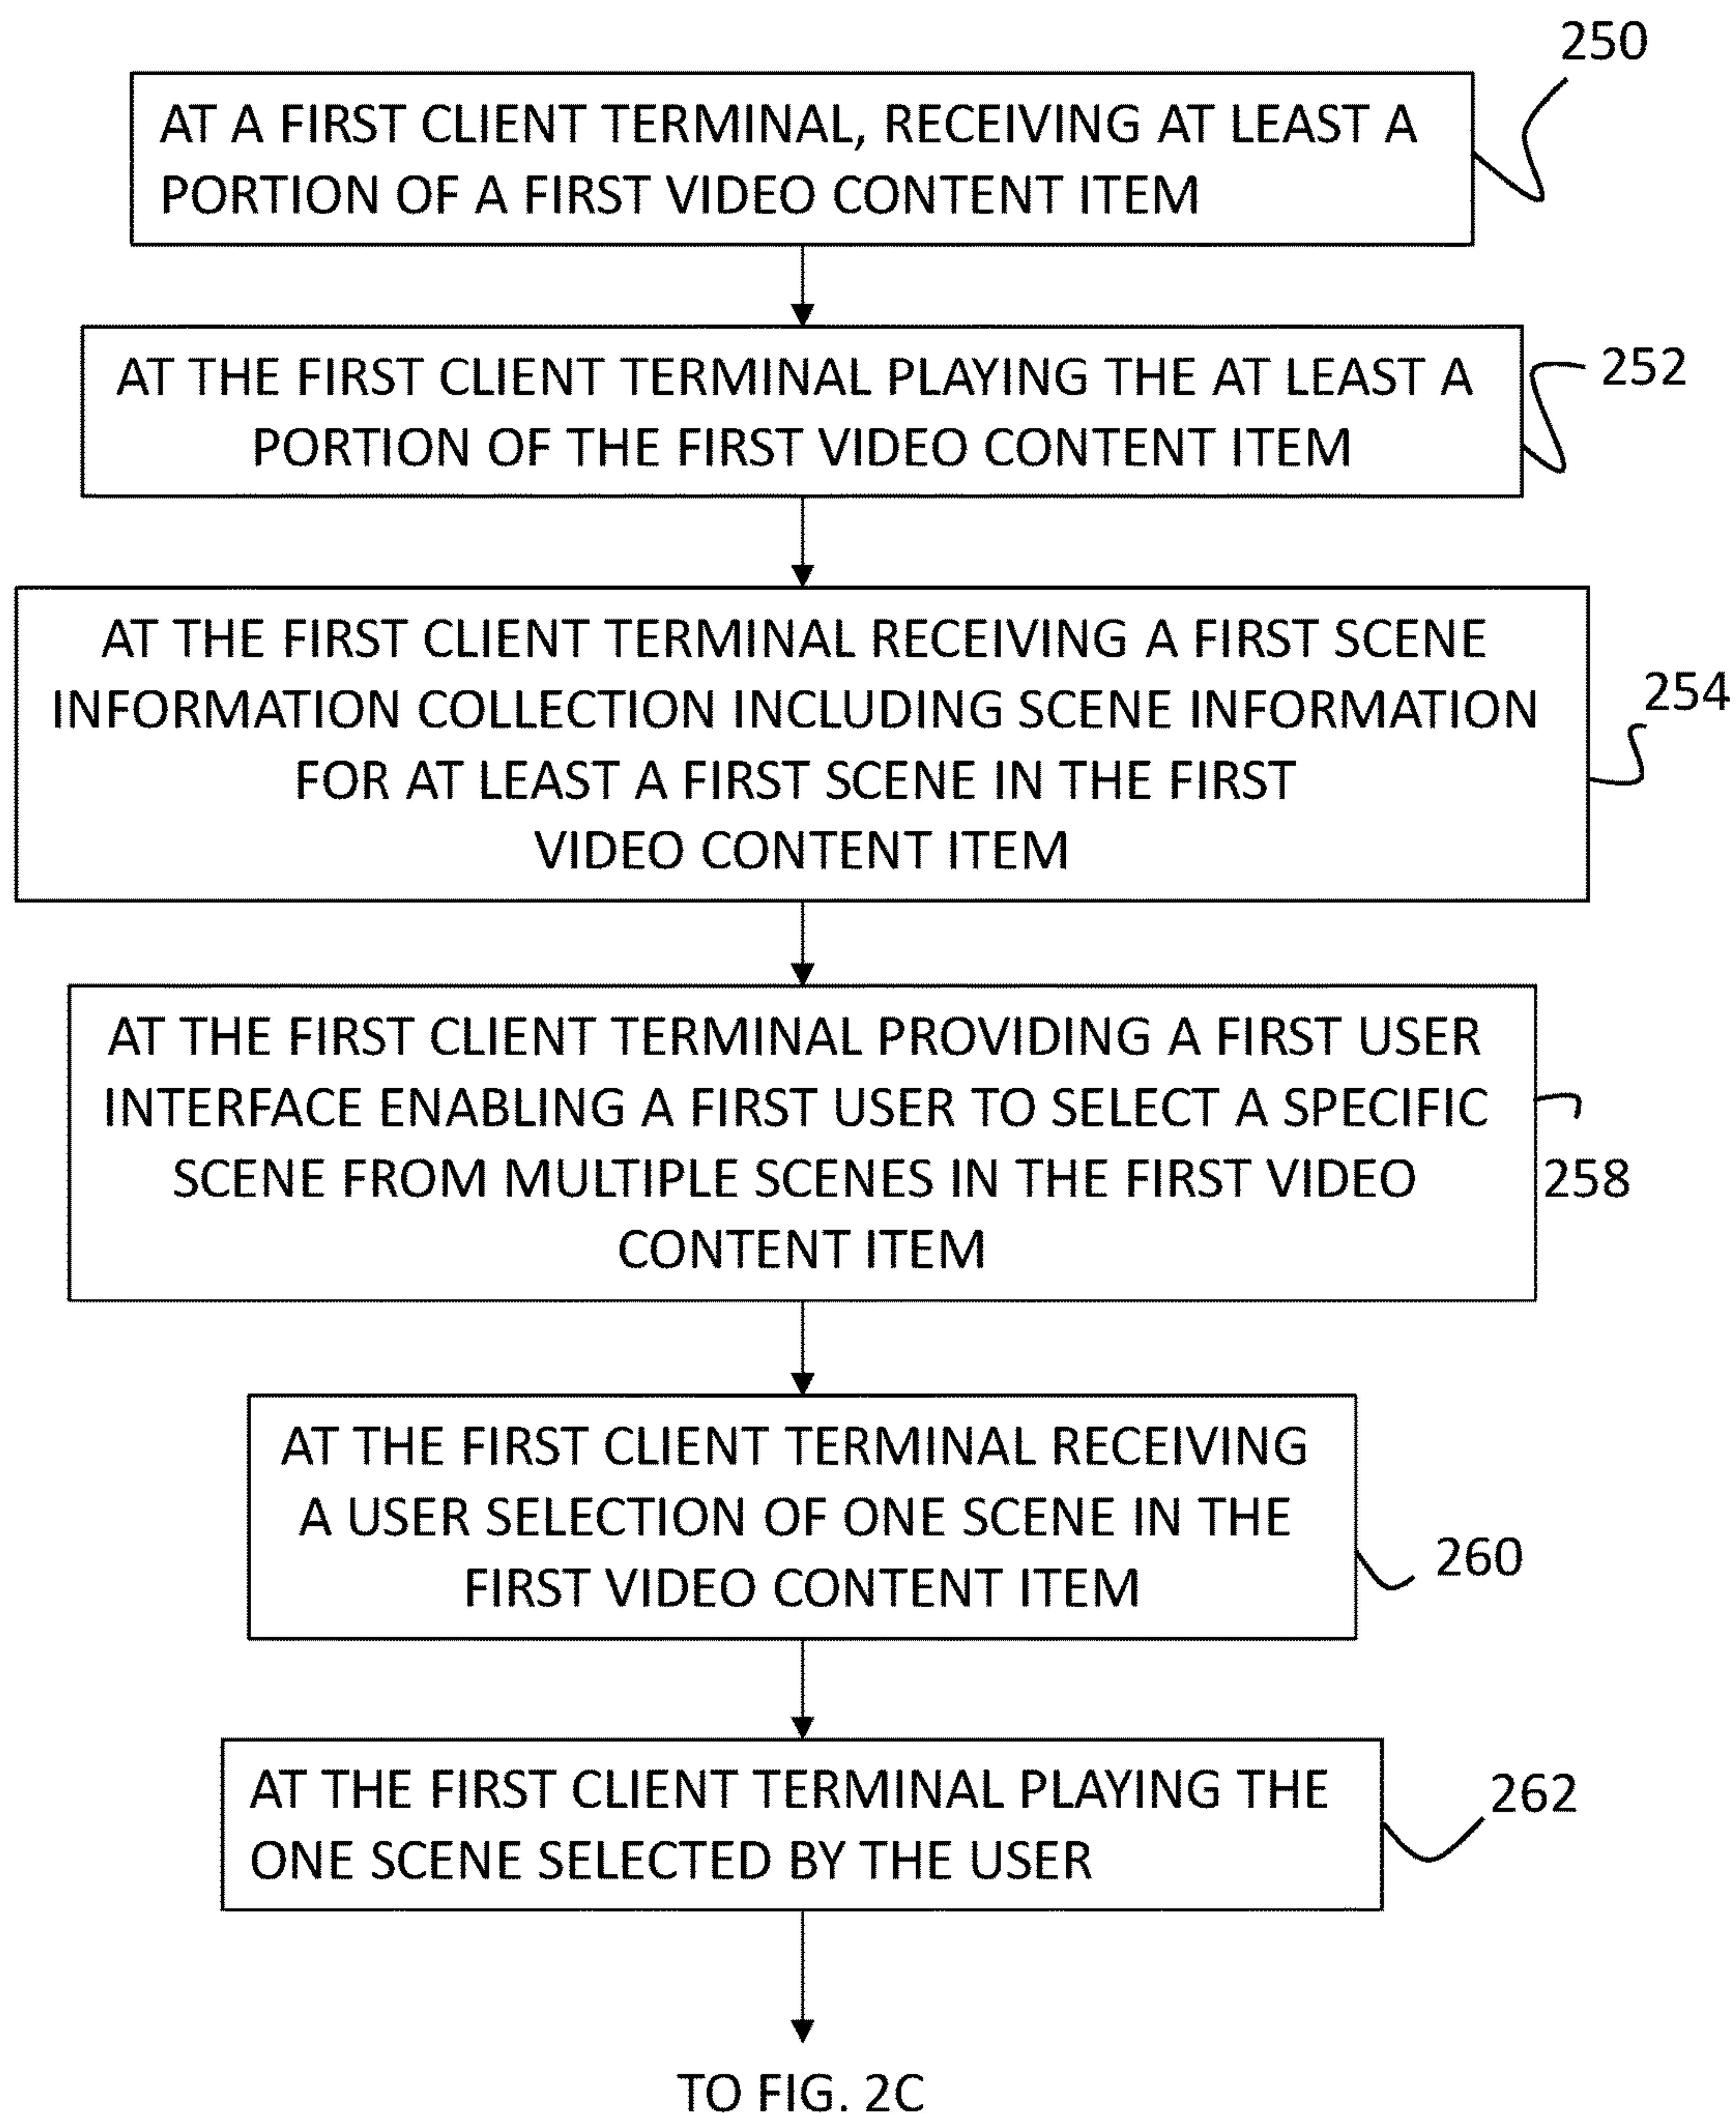 250
AT A FIRST CLIENT TERMINAL, RECEIVING AT LEAST A
PORTION OF A FIRST VIDEO CONTENT ITEM
252
AT THE FIRST CLIENT TERMINAL PLAYING THE AT LEAST A
PORTION OF THE FIRST VIDEO CONTENT ITEM
AT THE FIRST CLIENT TERMINAL RECEIVING A FIRST SCENE
INFORMATION COLLECTION INCLUDING SCENE INFORMATION
FOR AT LEAST A FIRST SCENE IN THE FIRST
VIDEO CONTENT ITEM
254
AT THE FIRST CLIENT TERMINAL PROVIDING A FIRST USER
INTERFACE ENABLING A FIRST USER TO SELECT A SPECIFIC
SCENE FROM MULTIPLE SCENES IN THE FIRST VIDEO
CONTENT ITEM
258
AT THE FIRST CLIENT TERMINAL RECEIVING
A USER SELECTION OF ONE SCENE IN THE
FIRST VIDEO CONTENT ITEM
260
AT THE FIRST CLIENT TERMINAL PLAYING THE
ONE SCENE SELECTED BY THE USER
262
TO FIG. 2C